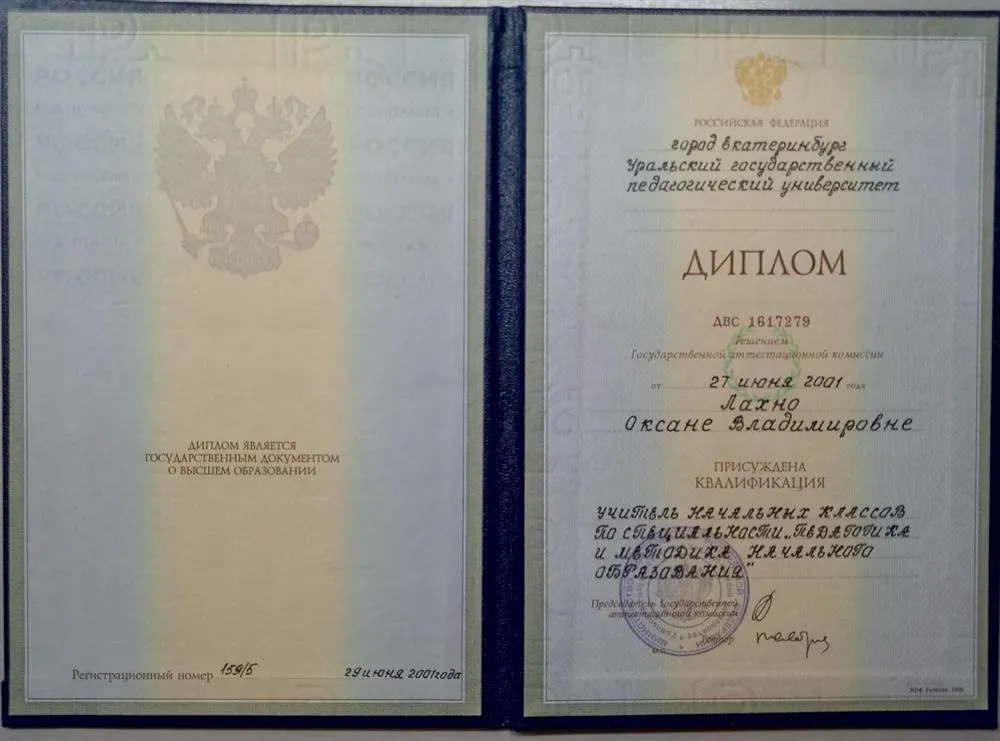 ДИПЛОМ ЯВЛЯЕТСЯ
ГОСУДАРСТВЕННЫМ ДОКУМЕНТОМ
О ВЫСШЕМ ОБРАЗОВАНИИ
Регистрационный номер 159/5 29 июня 2001 года
РОССИЙСКАЯ ФЕДЕРАЦИЯ
город Екатеринбург
Уральский государственный
педагогический университет
ДИПЛОМ
ДВС 1617279
Решением
Государственной аттестационной комиссии
от 27 июня 2001 года
Лахно
Оксане Владимировне
ПРИСУЖДЕНА
КВАЛИФИКАЦИЯ
УЧИТЕЛЬ НАЧАЛЬНЫХ КЛАССОВ
ПО СПЕЦИАЛЬНОСТИ „ПЕДАГОГИКА
И МЕТОДИКА НАЧАЛЬНОГО
ОБРАЗОВАНИЯ"
Председатель Государственной
аттестационной комиссии
Ректор